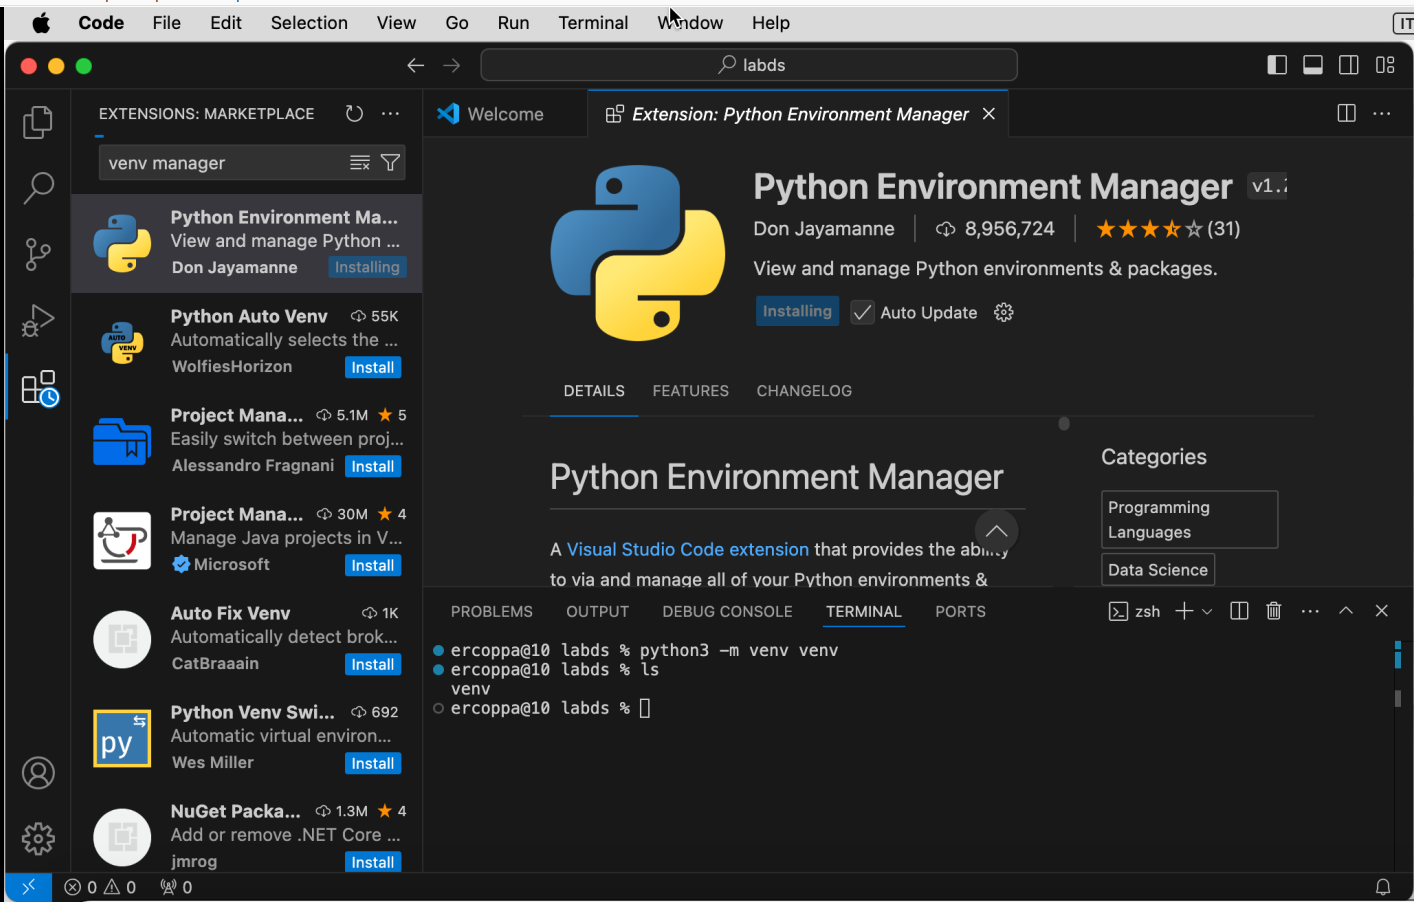 Code File Edit Selection View Go Run Terminal Window Help IT
labds
EXTENSIONS: MARKETPLACE
venv manager
Python Environment Ma...
View and manage Python ...
Don Jayamanne Installing
Python Auto Venv 55K
Automatically selects the ...
WolfiesHorizon Install
AUTO
VENV
Project Mana... 5.1M ★ 5
Easily switch between proj...
Alessandro Fragnani Install
Project Mana... 30M ★ 4
Manage Java projects in V...
Microsoft Install
Auto Fix Venv 1K
Automatically detect brok...
CatBraaain Install
Python Venv Swi... 692
Automatic virtual environ...
Wes Miller Install
py
NuGet Packa... 1.3M ★ 4
Add or remove .NET Core ...
jmrog Install
Welcome
Extension: Python Environment Manager
Python Environment Manager v1.2
Don Jayamanne 8,956,724 (31)
View and manage Python environments & packages.
Installing Auto Update
DETAILS FEATURES CHANGELOG
Python Environment Manager
A Visual Studio Code extension that provides the ability
to via and manage all of your Python environments &
Categories
Programming
Languages
Data Science
PROBLEMS OUTPUT DEBUG CONSOLE TERMINAL PORTS zsh
ercoppa@10 labds % python3 -m venv venv
ercoppa@10 labds % ls
venv
ercoppa@10 labds %
0 0 0